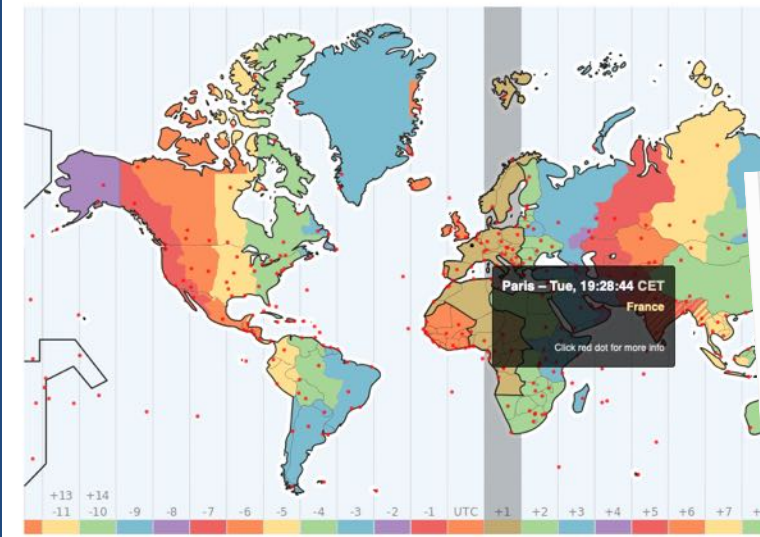 Paris – Tue, 19:28:44 CET
France
Click red dot for more info
+13 +14
-11 -10 -9 -8 -7 -6 -5 -4 -3 -2 -1 UTC +1 +2 +3 +4 +5 +6 +7